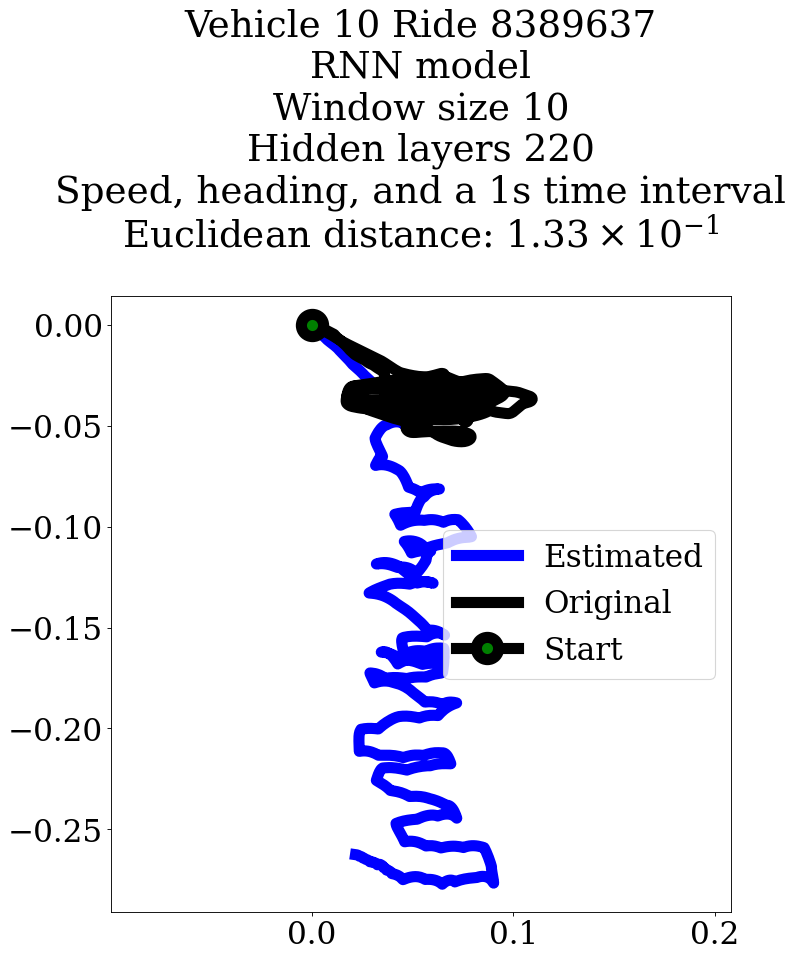 Vehicle 10 Ride 8389637
RNN model
Window size 10
Hidden layers 220
Speed, heading, and a 1s time interval
Euclidean distance: 1.33 × 10⁻¹
0.00
−0.05
−0.10
−0.15
−0.20
−0.25
Estimated
Original
Start
0.0 0.1 0.2